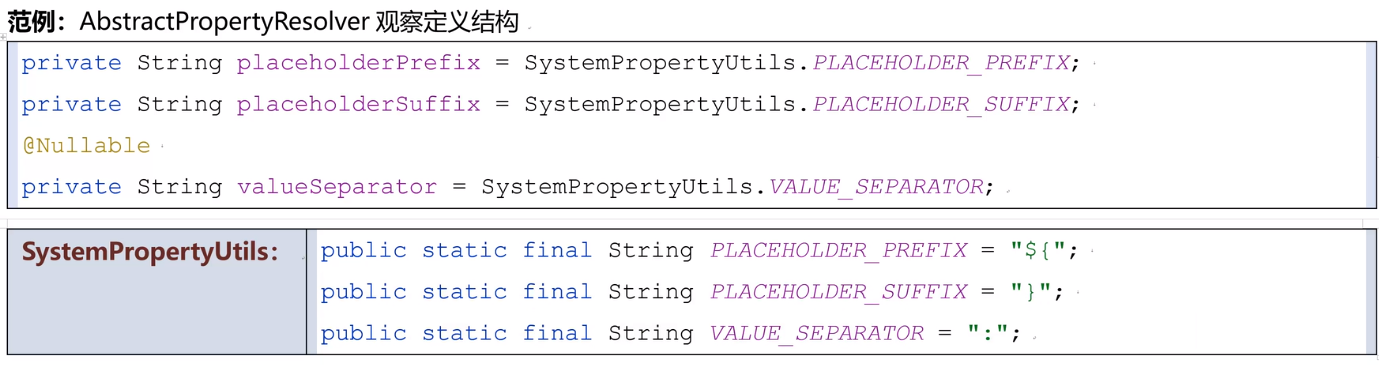 范例：AbstractPropertyResolver 观察定义结构
private String placeholderPrefix = SystemPropertyUtils.PLACEHOLDER_PREFIX;
private String placeholderSuffix = SystemPropertyUtils.PLACEHOLDER_SUFFIX;
@Nullable
private String valueSeparator = SystemPropertyUtils.VALUE_SEPARATOR;
SystemPropertyUtils：
public static final String PLACEHOLDER_PREFIX = "${";
public static final String PLACEHOLDER_SUFFIX = "}";
public static final String VALUE_SEPARATOR = ":";